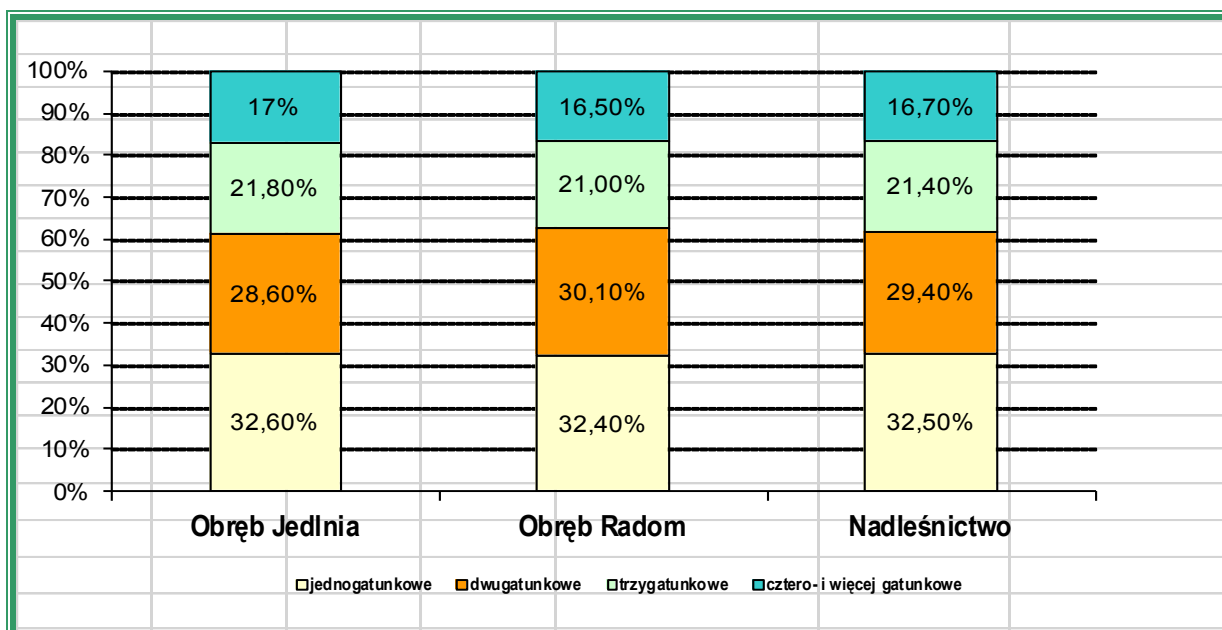 100%
90%
80%
70%
60%
50%
40%
30%
20%
10%
0%
17% 16,50% 16,70%
21,80% 21,00% 21,40%
28,60% 30,10% 29,40%
32,60% 32,40% 32,50%
Obręb Jedlnia Obręb Radom Nadleśnictwo
jednogatunkowe dwugatunkowe trzygatunkowe cztero- i więcej gatunkowe